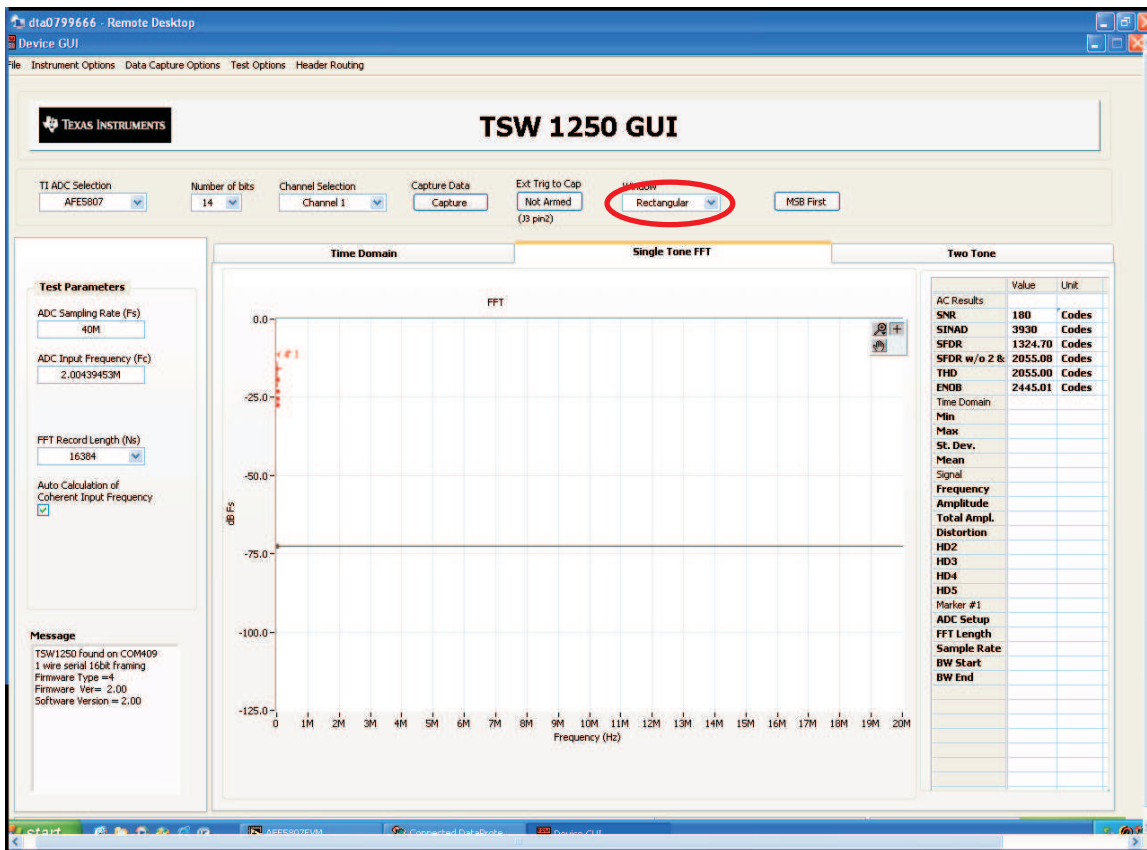 dta0799666 - Remote Desktop
Device GUI
File Instrument Options Data Capture Options Test Options Header Routing
TEXAS INSTRUMENTS
TSW 1250 GUI
TI ADC Selection
AFE5807
Number of bits
14
Channel Selection
Channel 1
Capture Data
Capture
Ext Trig to Cap
Not Armed
(J3 pin2)
Window
Rectangular
MSB First
Time Domain
Single Tone FFT
Two Tone
Test Parameters
ADC Sampling Rate (Fs)
40M
ADC Input Frequency (Fc)
2.00439453M
FFT Record Length (Ns)
16384
Auto Calculation of
Coherent Input Frequency
Message
TSW1250 found on COM409
1 wire serial 16bit framing
Firmware Type =4
Firmware Ver= 2.00
Software Version = 2.00
FFT
0.0
-25.0
-50.0
-75.0
-100.0
-125.0
dB Fs
# 1
0 1M 2M 3M 4M 5M 6M 7M 8M 9M 10M 11M 12M 13M 14M 15M 16M 17M 18M 19M 20M
Frequency (Hz)
Value Unit
AC Results
SNR 180 Codes
SINAD 3930 Codes
SFDR 1324.70 Codes
SFDR w/o 2 & 2055.08 Codes
THD 2055.00 Codes
ENOB 2445.01 Codes
Time Domain
Min
Max
St. Dev.
Mean
Signal
Frequency
Amplitude
Total Ampl.
Distortion
HD2
HD3
HD4
HD5
Marker #1
ADC Setup
FFT Length
Sample Rate
BW Start
BW End
start AFE5807EVM Connected DataProte Device GUI